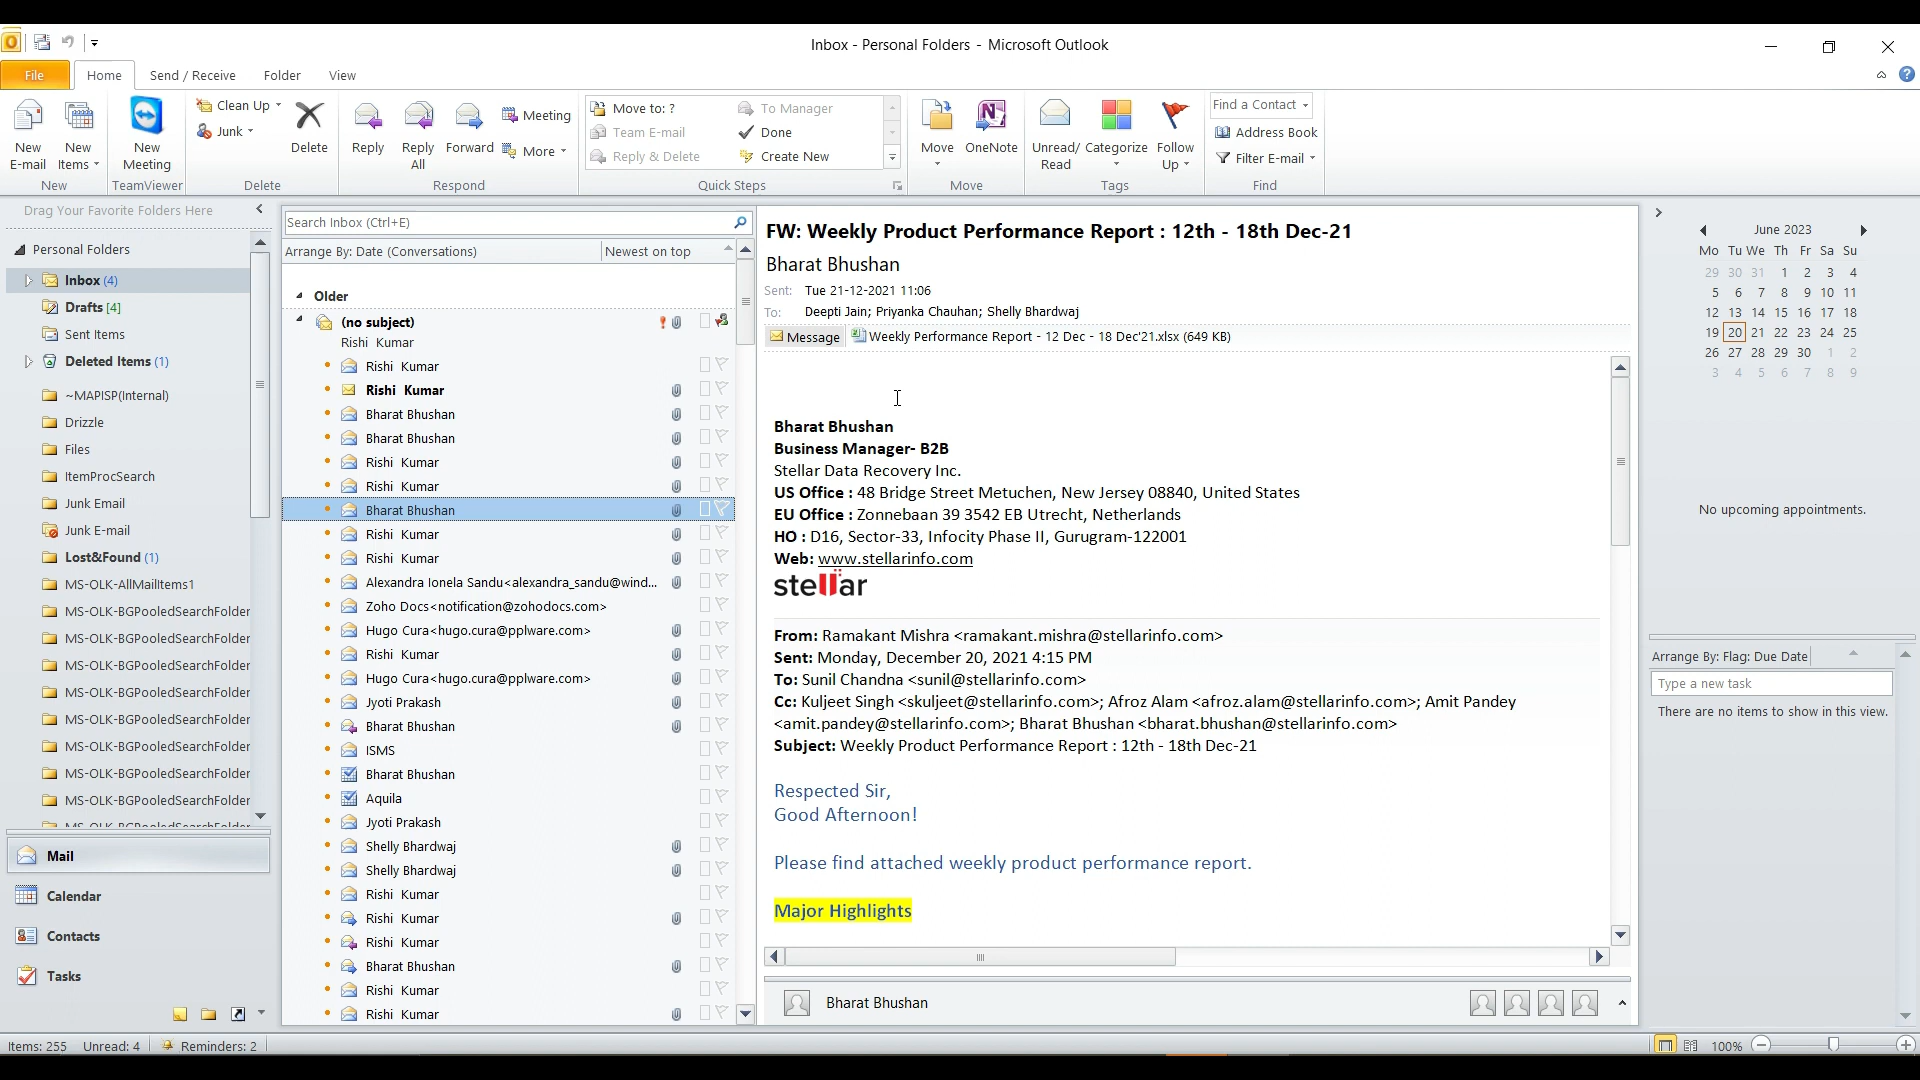 Inbox - Personal Folders - Microsoft Outlook
File Home Send / Receive Folder View
New E-mail
New Items
New
New Meeting
TeamViewer
Clean Up
Junk
Delete
Delete
Reply
Reply All
Forward
Meeting
More
Respond
Move to: ?
Team E-mail
Reply & Delete
To Manager
Done
Create New
Quick Steps
Move
OneNote
Move
Unread/ Read
Categorize
Follow Up
Tags
Find a Contact
Address Book
Filter E-mail
Find
Drag Your Favorite Folders Here
Personal Folders
Inbox (4)
Drafts [4]
Sent Items
Deleted Items (1)
~MAPISP(Internal)
Drizzle
Files
ItemProcSearch
Junk Email
Junk E-mail
Lost&Found (1)
MS-OLK-AllMailItems1
MS-OLK-BGPooledSearchFolder
MS-OLK-BGPooledSearchFolder
MS-OLK-BGPooledSearchFolder
MS-OLK-BGPooledSearchFolder
MS-OLK-BGPooledSearchFolder
MS-OLK-BGPooledSearchFolder
MS-OLK-BGPooledSearchFolder
MS-OLK-BGPooledSearchFolder
Mail
Calendar
Contacts
Tasks
Search Inbox (Ctrl+E)
Arrange By: Date (Conversations) Newest on top
Older
(no subject)
Rishi Kumar
Rishi Kumar
Rishi Kumar
Bharat Bhushan
Bharat Bhushan
Rishi Kumar
Rishi Kumar
Bharat Bhushan
Rishi Kumar
Rishi Kumar
Alexandra Ionela Sandu<alexandra_sandu@wind...
Zoho Docs<notification@zohodocs.com>
Hugo Cura<hugo.cura@pplware.com>
Rishi Kumar
Hugo Cura<hugo.cura@pplware.com>
Jyoti Prakash
Bharat Bhushan
ISMS
Bharat Bhushan
Aquila
Jyoti Prakash
Shelly Bhardwaj
Shelly Bhardwaj
Rishi Kumar
Rishi Kumar
Rishi Kumar
Bharat Bhushan
Rishi Kumar
Rishi Kumar
FW: Weekly Product Performance Report : 12th - 18th Dec-21
Bharat Bhushan
Sent: Tue 21-12-2021 11:06
To: Deepti Jain; Priyanka Chauhan; Shelly Bhardwaj
Message Weekly Performance Report - 12 Dec - 18 Dec'21.xlsx (649 KB)
Bharat Bhushan
Business Manager- B2B
Stellar Data Recovery Inc.
US Office : 48 Bridge Street Metuchen, New Jersey 08840, United States
EU Office : Zonnebaan 39 3542 EB Utrecht, Netherlands
HO : D16, Sector-33, Infocity Phase II, Gurugram-122001
Web: www.stellarinfo.com
stellar
From: Ramakant Mishra <ramakant.mishra@stellarinfo.com>
Sent: Monday, December 20, 2021 4:15 PM
To: Sunil Chandna <sunil@stellarinfo.com>
Cc: Kuljeet Singh <skuljeet@stellarinfo.com>; Afroz Alam <afroz.alam@stellarinfo.com>; Amit Pandey
<amit.pandey@stellarinfo.com>; Bharat Bhushan <bharat.bhushan@stellarinfo.com>
Subject: Weekly Product Performance Report : 12th - 18th Dec-21
Respected Sir,
Good Afternoon!
Please find attached weekly product performance report.
Major Highlights
Bharat Bhushan
June 2023
Mo Tu We Th Fr Sa Su
29 30 31 1 2 3 4
5 6 7 8 9 10 11
12 13 14 15 16 17 18
19 20 21 22 23 24 25
26 27 28 29 30 1 2
3 4 5 6 7 8 9
No upcoming appointments.
Arrange By: Flag: Due Date
Type a new task
There are no items to show in this view.
Items: 255 Unread: 4 Reminders: 2
100%